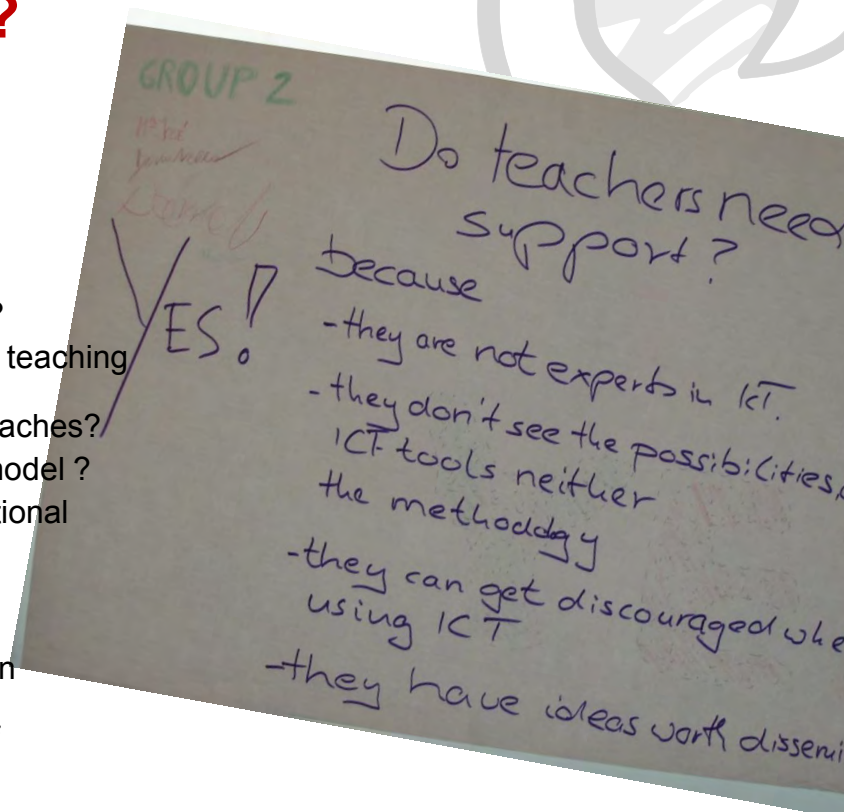 ?
?
teaching
aches?
model ?
tional
n
GROUP 2
Do teachers need
support?
YES!
because
- they are not experts in ICT.
- they don't see the possibilities,
ICT tools neither
the methodology
- they can get discouraged whe
using ICT
- they have ideas worth dissemi